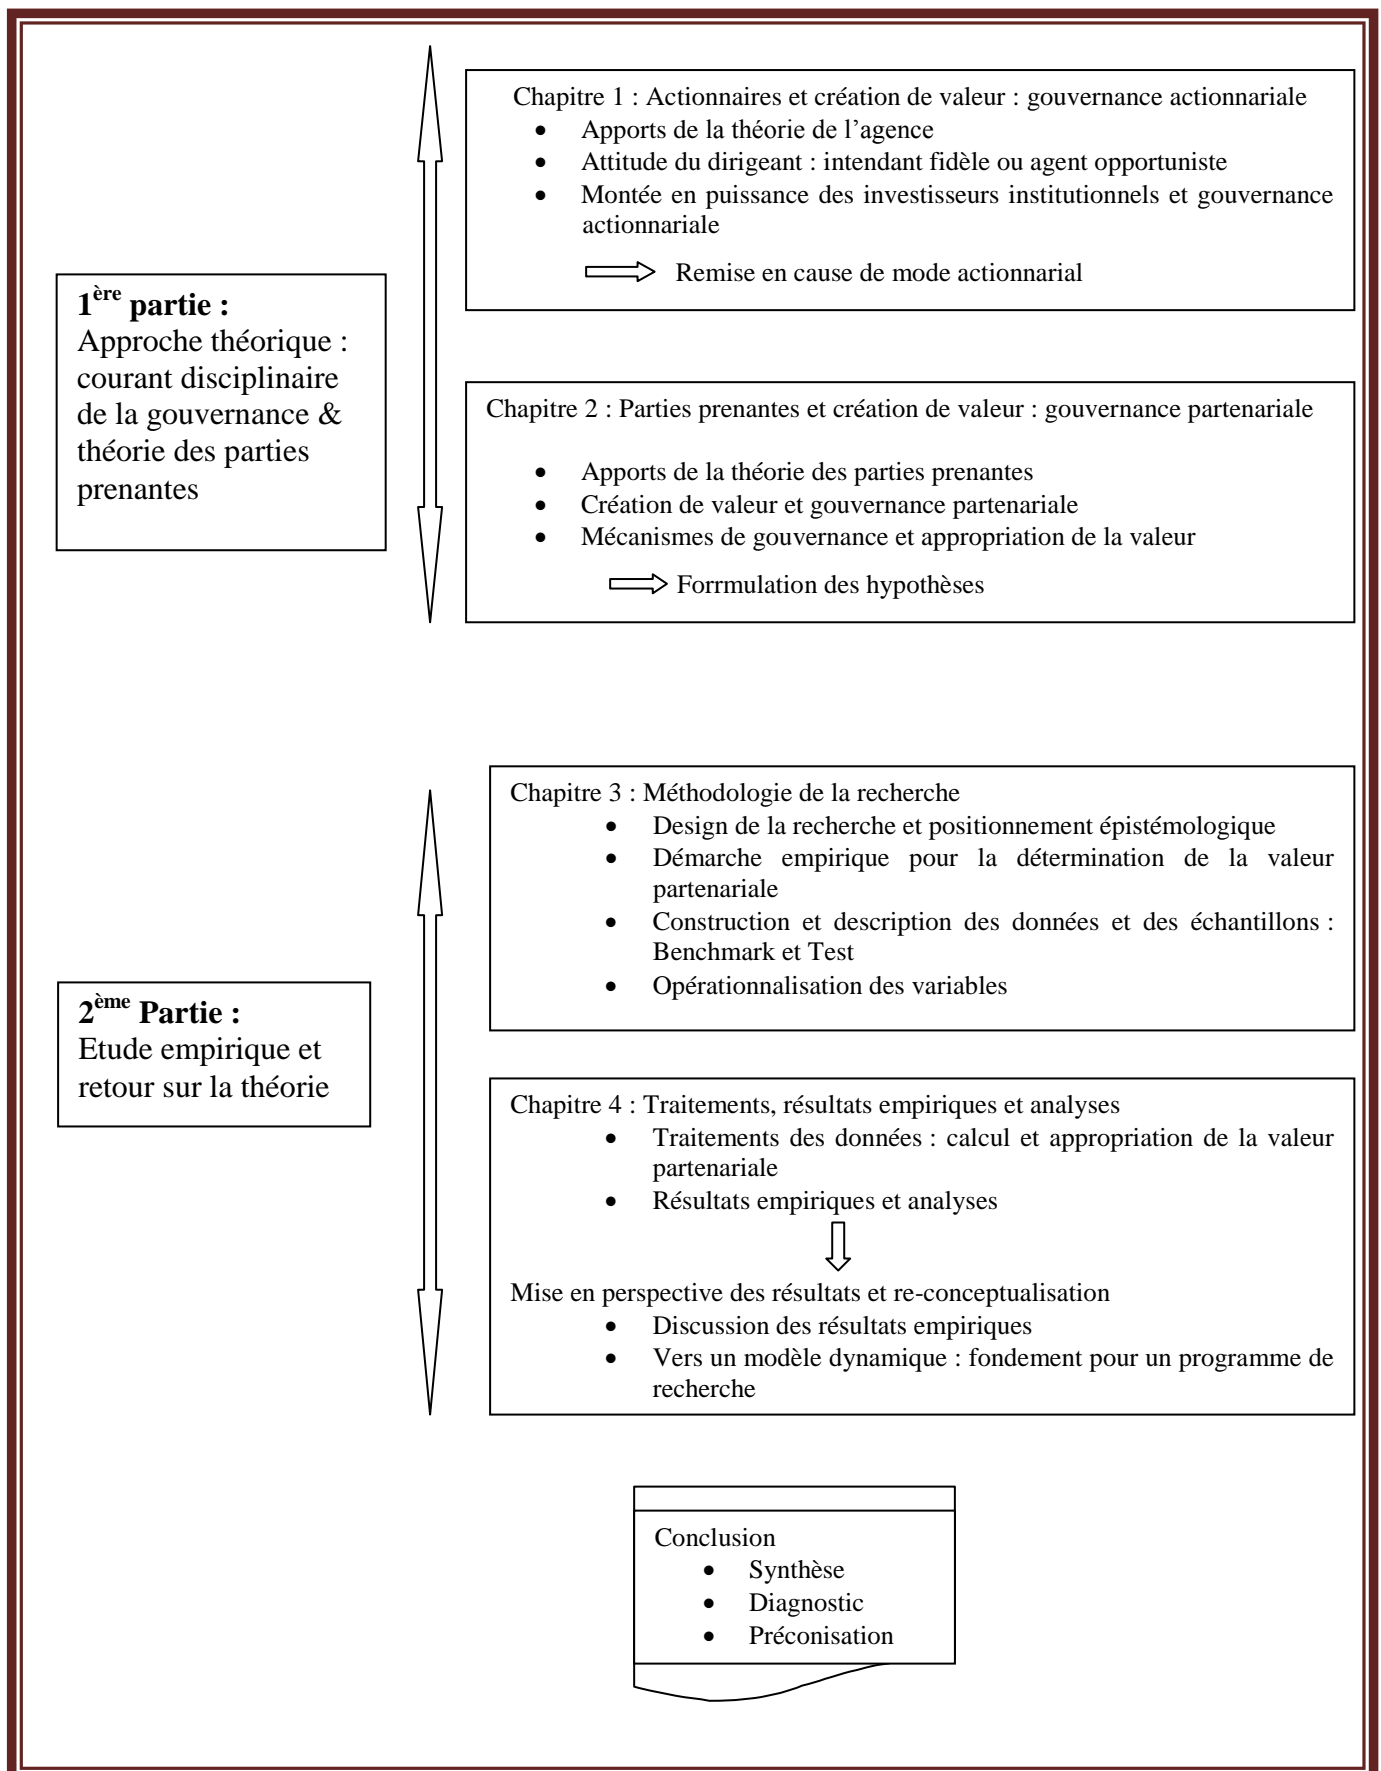 Chapitre 1 : Actionnaires et création de valeur : gouvernance actionnariale
• Apports de la théorie de l’agence
• Attitude du dirigeant : intendant fidèle ou agent opportuniste
• Montée en puissance des investisseurs institutionnels et gouvernance
actionnariale
Remise en cause de mode actionnarial
1ère partie :
Approche théorique :
courant disciplinaire
de la gouvernance &
théorie des parties
prenantes
Chapitre 2 : Parties prenantes et création de valeur : gouvernance partenariale
• Apports de la théorie des parties prenantes
• Création de valeur et gouvernance partenariale
• Mécanismes de gouvernance et appropriation de la valeur
Forrmulation des hypothèses
Chapitre 3 : Méthodologie de la recherche
• Design de la recherche et positionnement épistémologique
• Démarche empirique pour la détermination de la valeur
partenariale
• Construction et description des données et des échantillons :
Benchmark et Test
• Opérationnalisation des variables
2ème Partie :
Etude empirique et
retour sur la théorie
Chapitre 4 : Traitements, résultats empiriques et analyses
• Traitements des données : calcul et appropriation de la valeur
partenariale
• Résultats empiriques et analyses
Mise en perspective des résultats et re-conceptualisation
• Discussion des résultats empiriques
• Vers un modèle dynamique : fondement pour un programme de
recherche
Conclusion
• Synthèse
• Diagnostic
• Préconisation